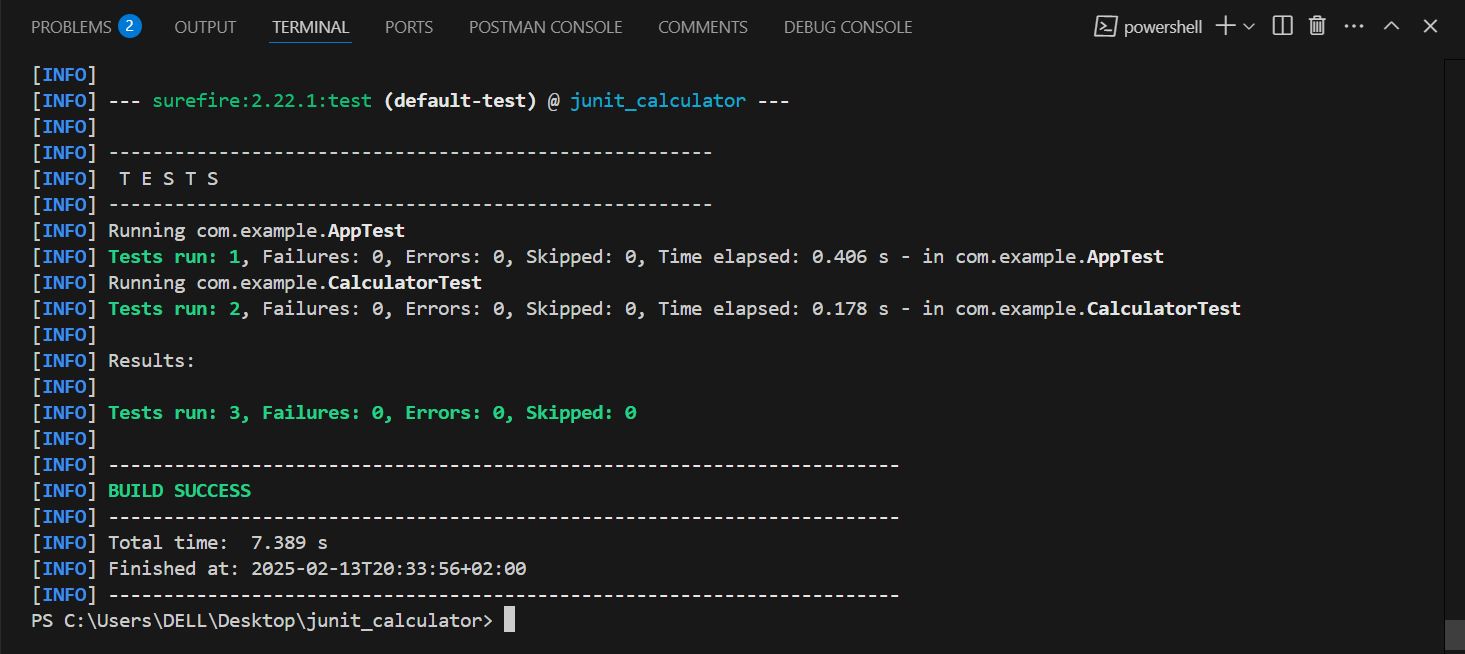 PROBLEMS 2 OUTPUT TERMINAL PORTS POSTMAN CONSOLE COMMENTS DEBUG CONSOLE powershell
[INFO]
[INFO] --- surefire:2.22.1:test (default-test) @ junit_calculator ---
[INFO]
[INFO] -------------------------------------------------------
[INFO]  T E S T S
[INFO] -------------------------------------------------------
[INFO] Running com.example.AppTest
[INFO] Tests run: 1, Failures: 0, Errors: 0, Skipped: 0, Time elapsed: 0.406 s - in com.example.AppTest
[INFO] Running com.example.CalculatorTest
[INFO] Tests run: 2, Failures: 0, Errors: 0, Skipped: 0, Time elapsed: 0.178 s - in com.example.CalculatorTest
[INFO]
[INFO] Results:
[INFO]
[INFO] Tests run: 3, Failures: 0, Errors: 0, Skipped: 0
[INFO]
[INFO] ------------------------------------------------------------------------
[INFO] BUILD SUCCESS
[INFO] ------------------------------------------------------------------------
[INFO] Total time:  7.389 s
[INFO] Finished at: 2025-02-13T20:33:56+02:00
[INFO] ------------------------------------------------------------------------
PS C:\Users\DELL\Desktop\junit_calculator>